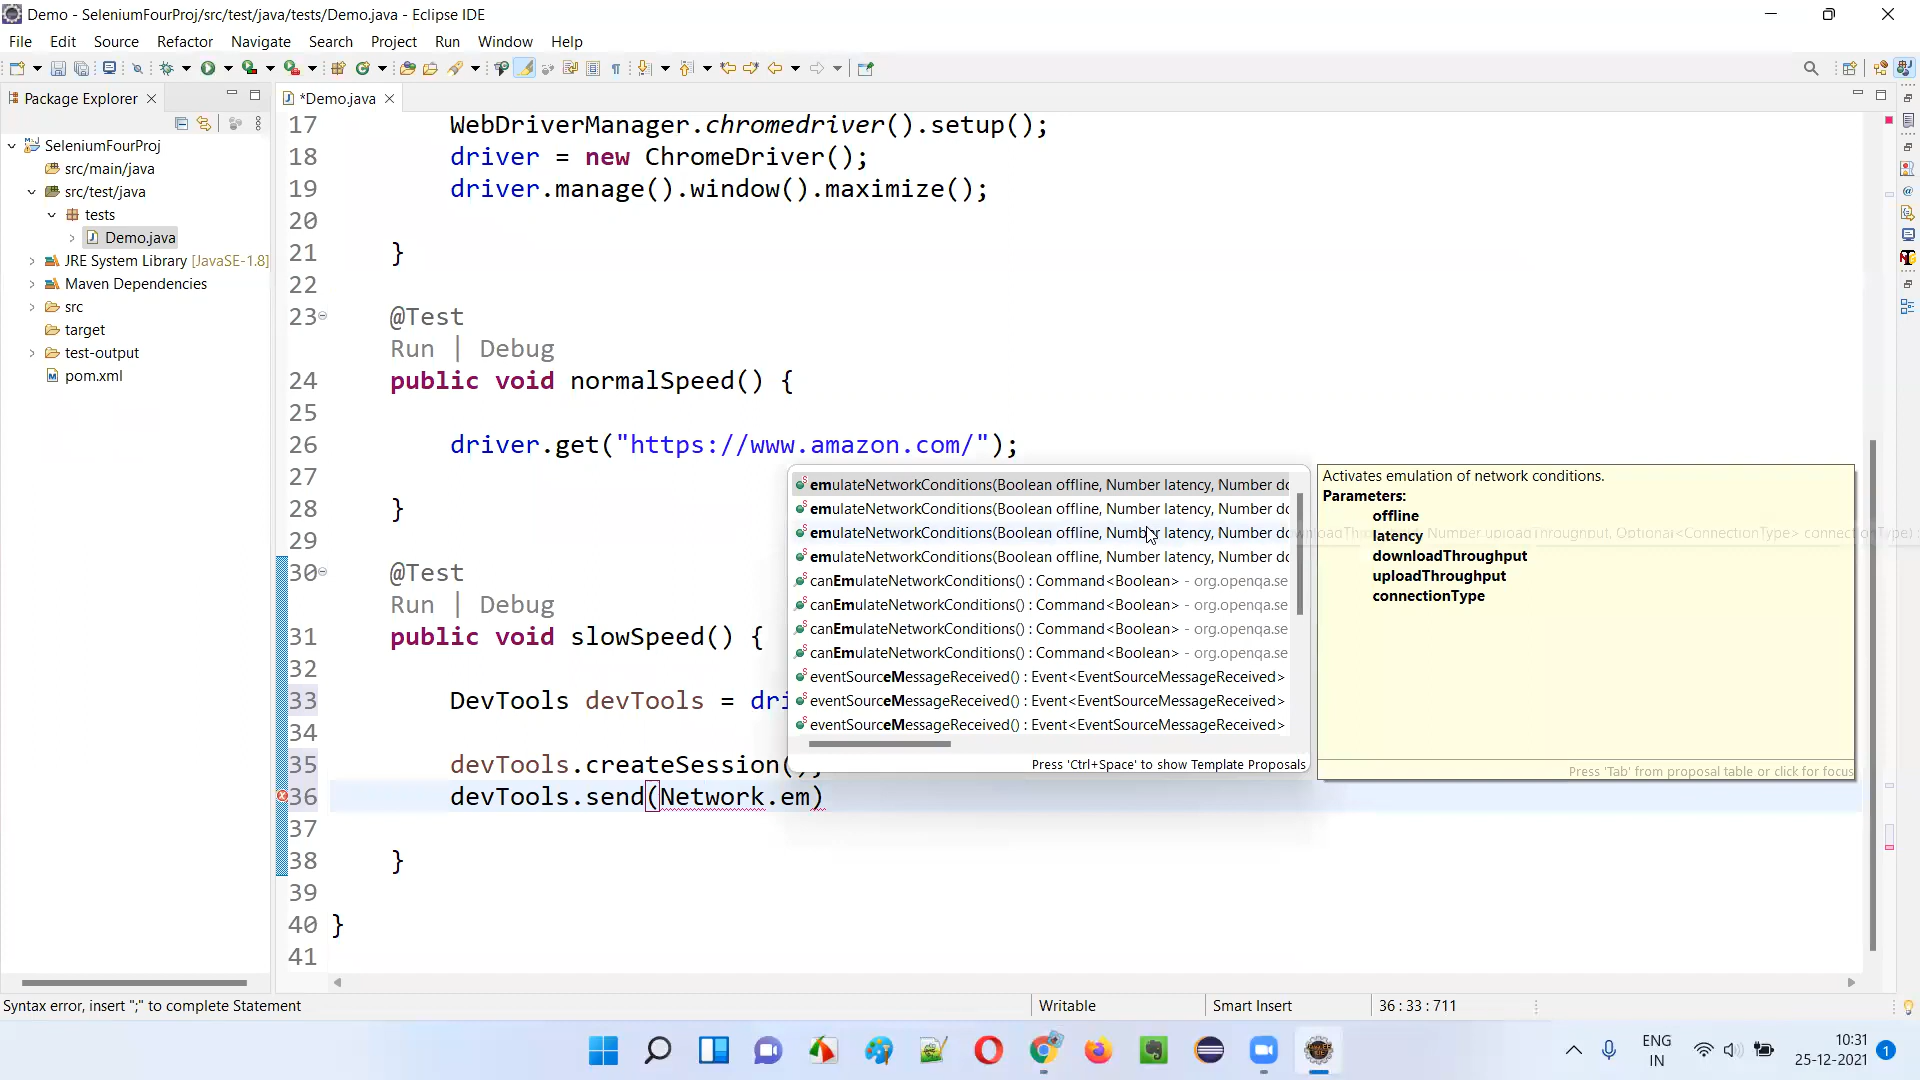 Demo - SeleniumFourProj/src/test/java/tests/Demo.java - Eclipse IDE
File Edit Source Refactor Navigate Search Project Run Window Help
Package Explorer
*Demo.java
SeleniumFourProj
src/main/java
src/test/java
tests
Demo.java
JRE System Library [JavaSE-1.8]
Maven Dependencies
src
target
test-output
pom.xml
17 WebDriverManager.chromedriver().setup();
18 driver = new ChromeDriver();
19 driver.manage().window().maximize();
20
21 }
22
23 @Test
Run | Debug
24 public void normalSpeed() {
25
26 driver.get("https://www.amazon.com/");
27
28 }
29
30 @Test
Run | Debug
31 public void slowSpeed() {
32
33 DevTools devTools = dri
34
35 devTools.createSession();
36 devTools.send(Network.em)
37
38 }
39
40 }
41
emulateNetworkConditions(Boolean offline, Number latency, Number do
emulateNetworkConditions(Boolean offline, Number latency, Number do
emulateNetworkConditions(Boolean offline, Number latency, Number do
emulateNetworkConditions(Boolean offline, Number latency, Number do
canEmulateNetworkConditions() : Command<Boolean> - org.openqa.se
canEmulateNetworkConditions() : Command<Boolean> - org.openqa.se
canEmulateNetworkConditions() : Command<Boolean> - org.openqa.se
canEmulateNetworkConditions() : Command<Boolean> - org.openqa.se
eventSourceMessageReceived() : Event<EventSourceMessageReceived>
eventSourceMessageReceived() : Event<EventSourceMessageReceived>
eventSourceMessageReceived() : Event<EventSourceMessageReceived>
Press 'Ctrl+Space' to show Template Proposals
Activates emulation of network conditions.
Parameters:
offline
latency
downloadThroughput
uploadThroughput
connectionType
Number uploadThroughput, Optional<ConnectionType> connectionType) :
Press 'Tab' from proposal table or click for focus
Syntax error, insert ";" to complete Statement
Writable
Smart Insert
36 : 33 : 711
ENG
IN
10:31
25-12-2021
1